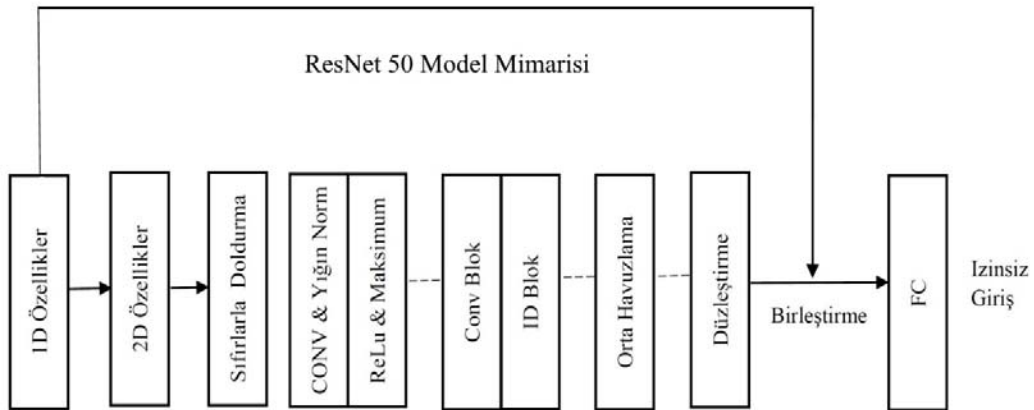 ResNet 50 Model Mimarisi
1D Özellikler
2D Özellikler
Sıfırlarla Doldurma
CONV & Yığın Norm
ReLu & Maksimum
Conv Blok
ID Blok
Orta Havuzlama
Düzleştirme
Birleştirme
FC
Izinsiz
Giriş